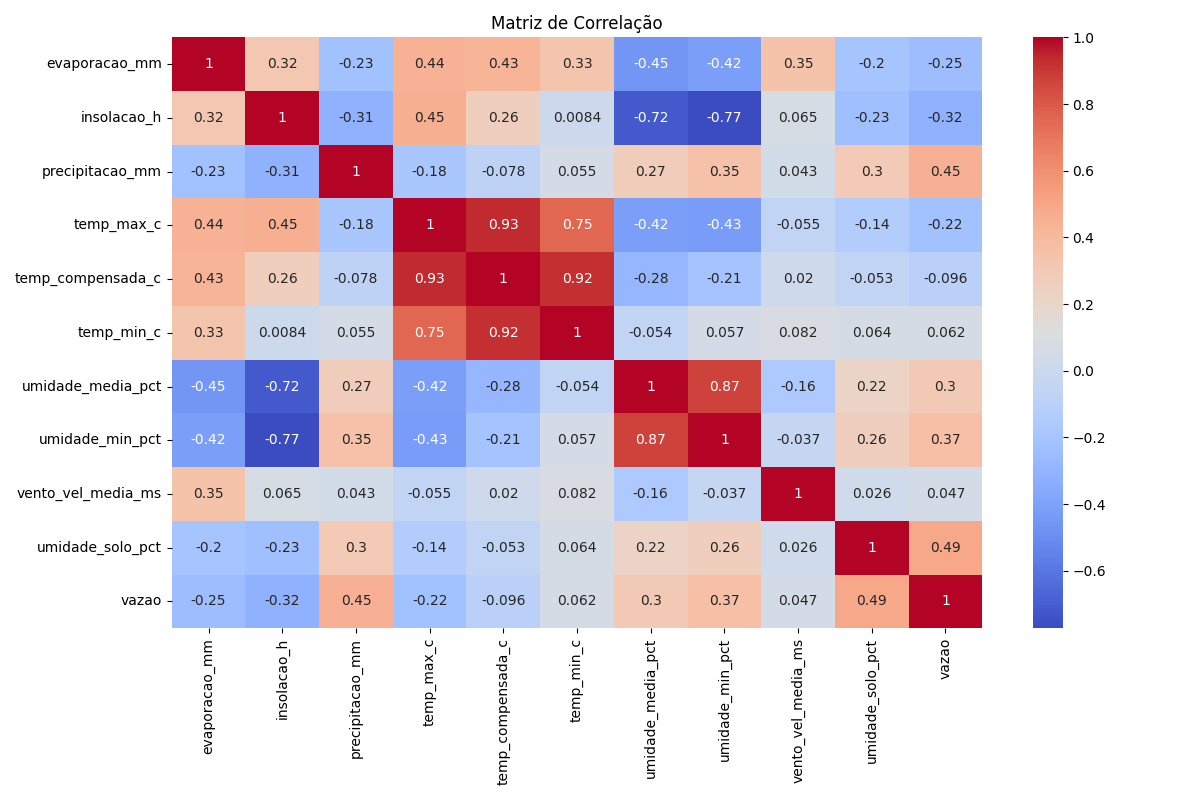 Matriz de Correlação
evaporacao_mm 1 0.32 -0.23 0.44 0.43 0.33 -0.45 -0.42 0.35 -0.2 -0.25
insolacao_h 0.32 1 -0.31 0.45 0.26 0.0084 -0.72 -0.77 0.065 -0.23 -0.32
precipitacao_mm -0.23 -0.31 1 -0.18 -0.078 0.055 0.27 0.35 0.043 0.3 0.45
temp_max_c 0.44 0.45 -0.18 1 0.93 0.75 -0.42 -0.43 -0.055 -0.14 -0.22
temp_compensada_c 0.43 0.26 -0.078 0.93 1 0.92 -0.28 -0.21 0.02 -0.053 -0.096
temp_min_c 0.33 0.0084 0.055 0.75 0.92 1 -0.054 0.057 0.082 0.064 0.062
umidade_media_pct -0.45 -0.72 0.27 -0.42 -0.28 -0.054 1 0.87 -0.16 0.22 0.3
umidade_min_pct -0.42 -0.77 0.35 -0.43 -0.21 0.057 0.87 1 -0.037 0.26 0.37
vento_vel_media_ms 0.35 0.065 0.043 -0.055 0.02 0.082 -0.16 -0.037 1 0.026 0.047
umidade_solo_pct -0.2 -0.23 0.3 -0.14 -0.053 0.064 0.22 0.26 0.026 1 0.49
vazao -0.25 -0.32 0.45 -0.22 -0.096 0.062 0.3 0.37 0.047 0.49 1
evaporacao_mm
insolacao_h
precipitacao_mm
temp_max_c
temp_compensada_c
temp_min_c
umidade_media_pct
umidade_min_pct
vento_vel_media_ms
umidade_solo_pct
vazao
1.0
0.8
0.6
0.4
0.2
0.0
−0.2
−0.4
−0.6